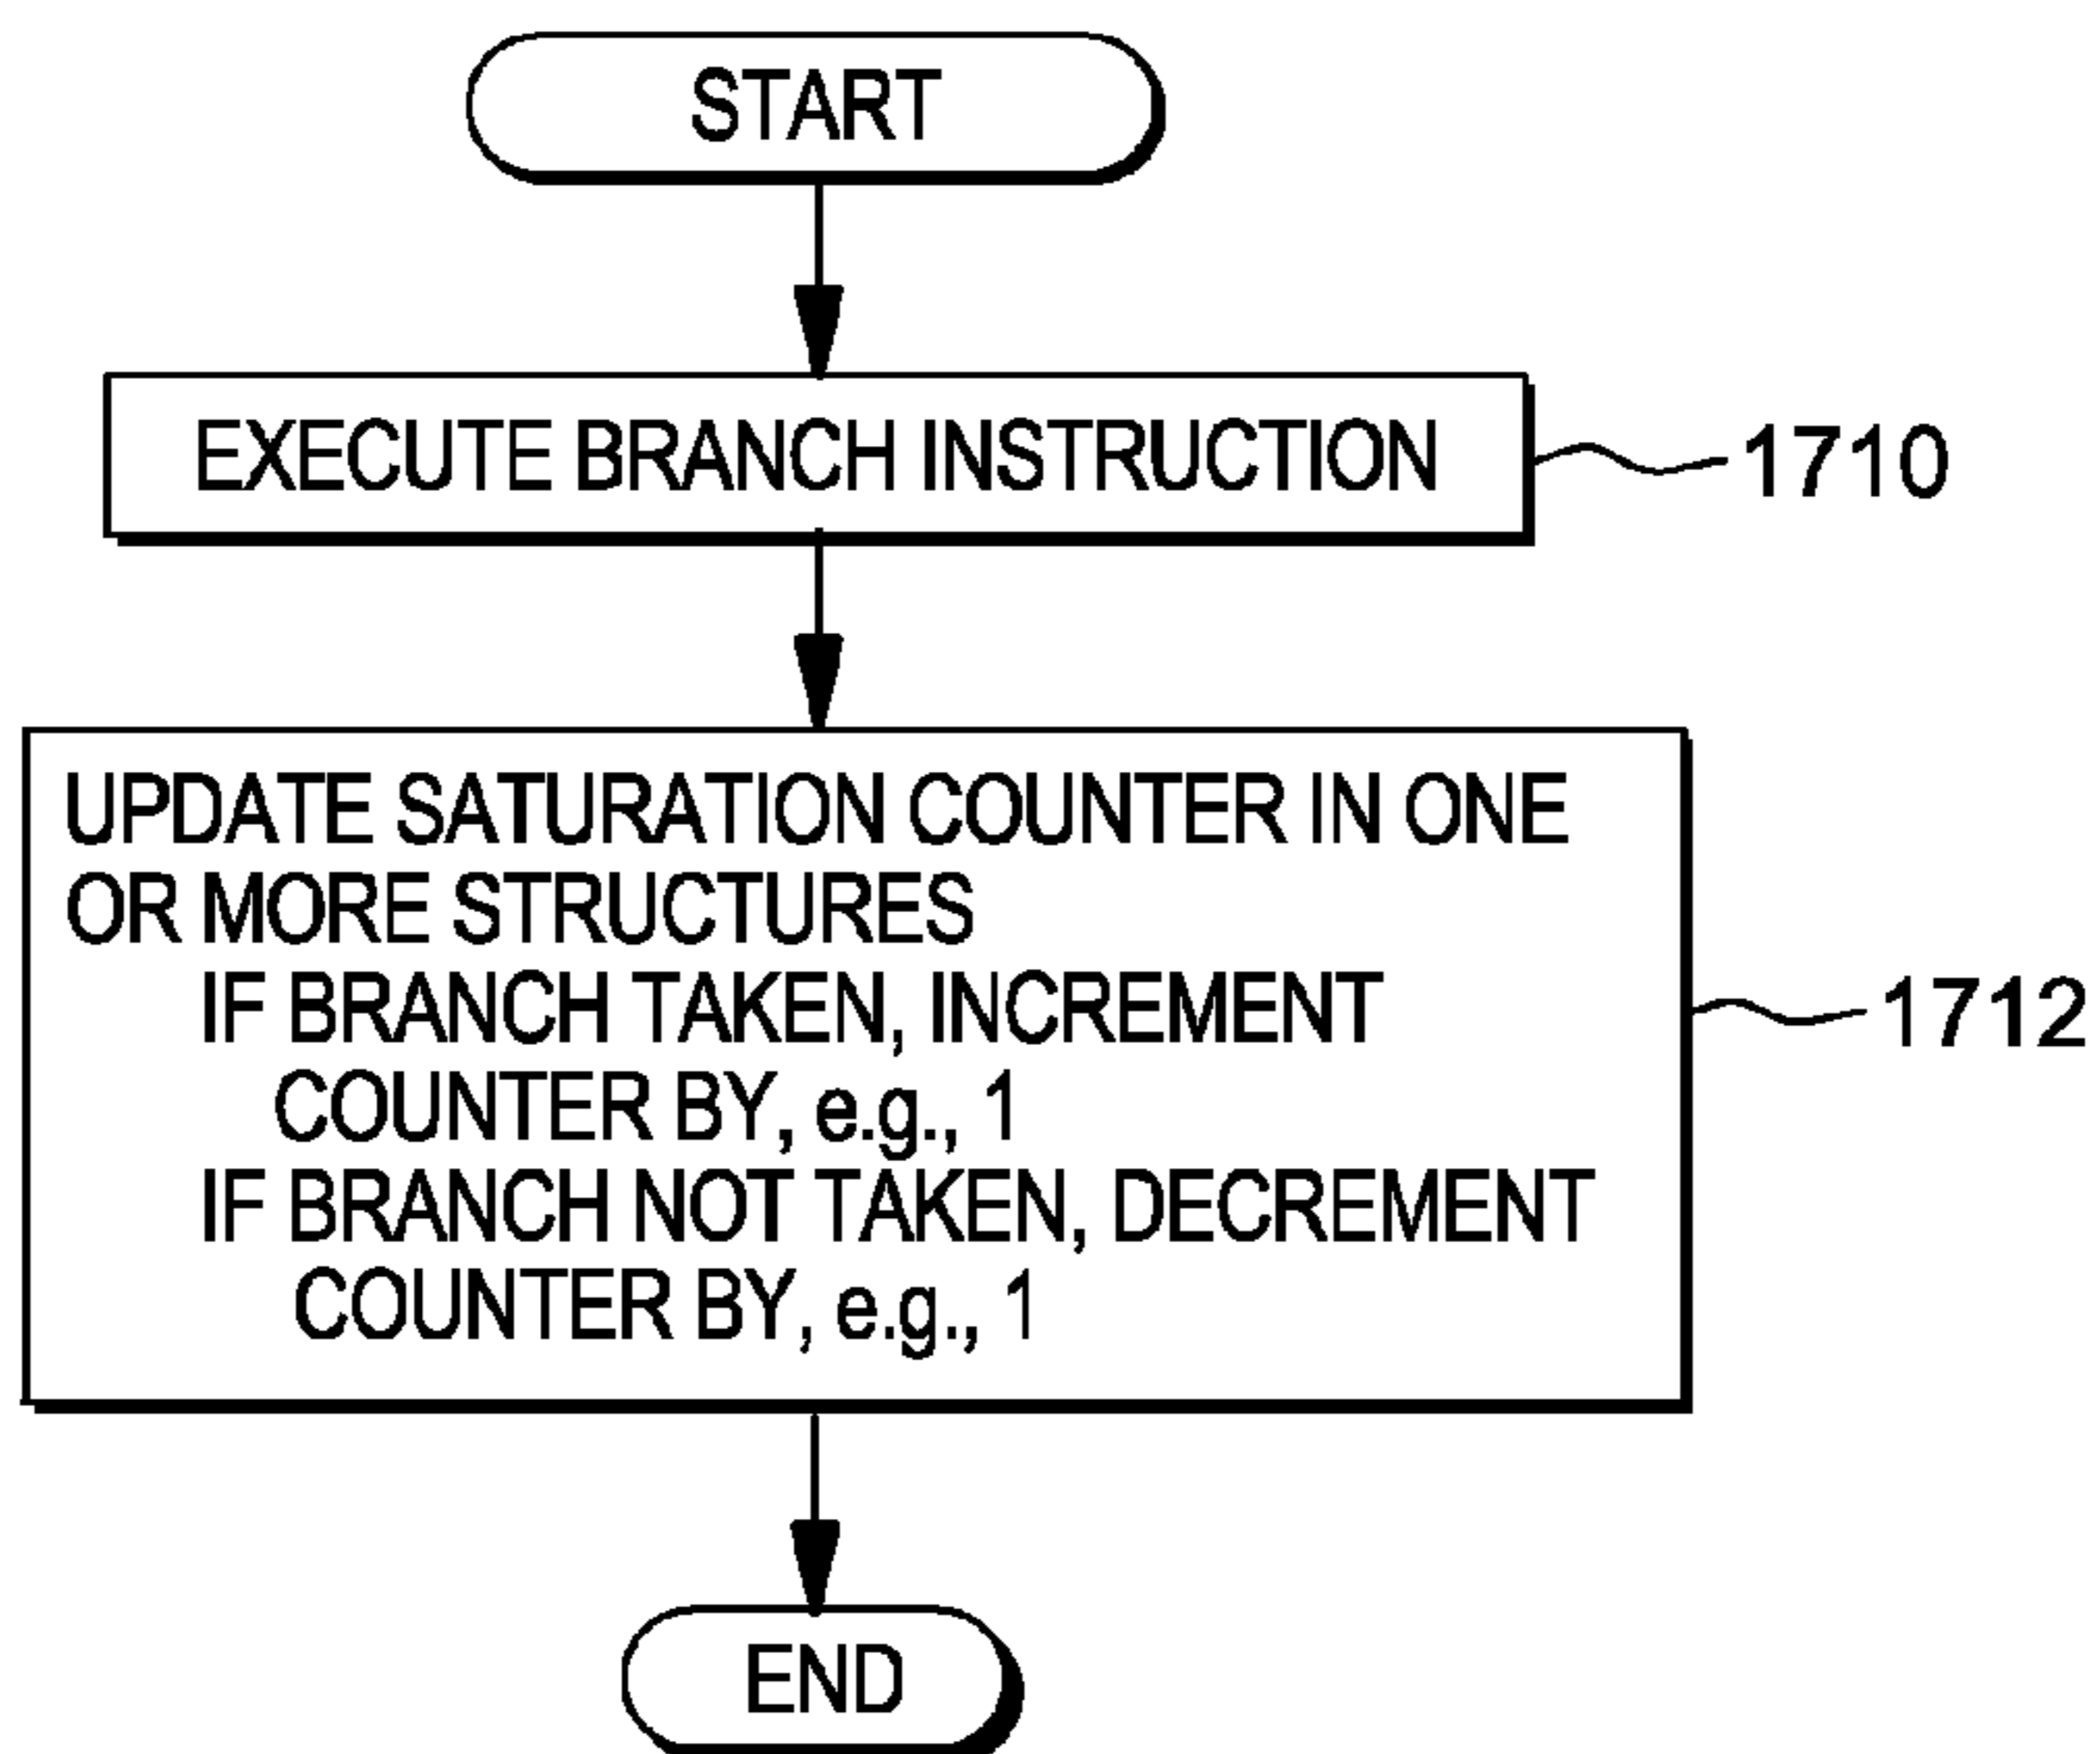 START
EXECUTE BRANCH INSTRUCTION
1710
UPDATE SATURATION COUNTER IN ONE
OR MORE STRUCTURES
IF BRANCH TAKEN, INCREMENT
COUNTER BY, e.g., 1
IF BRANCH NOT TAKEN, DECREMENT
COUNTER BY, e.g., 1
1712
END